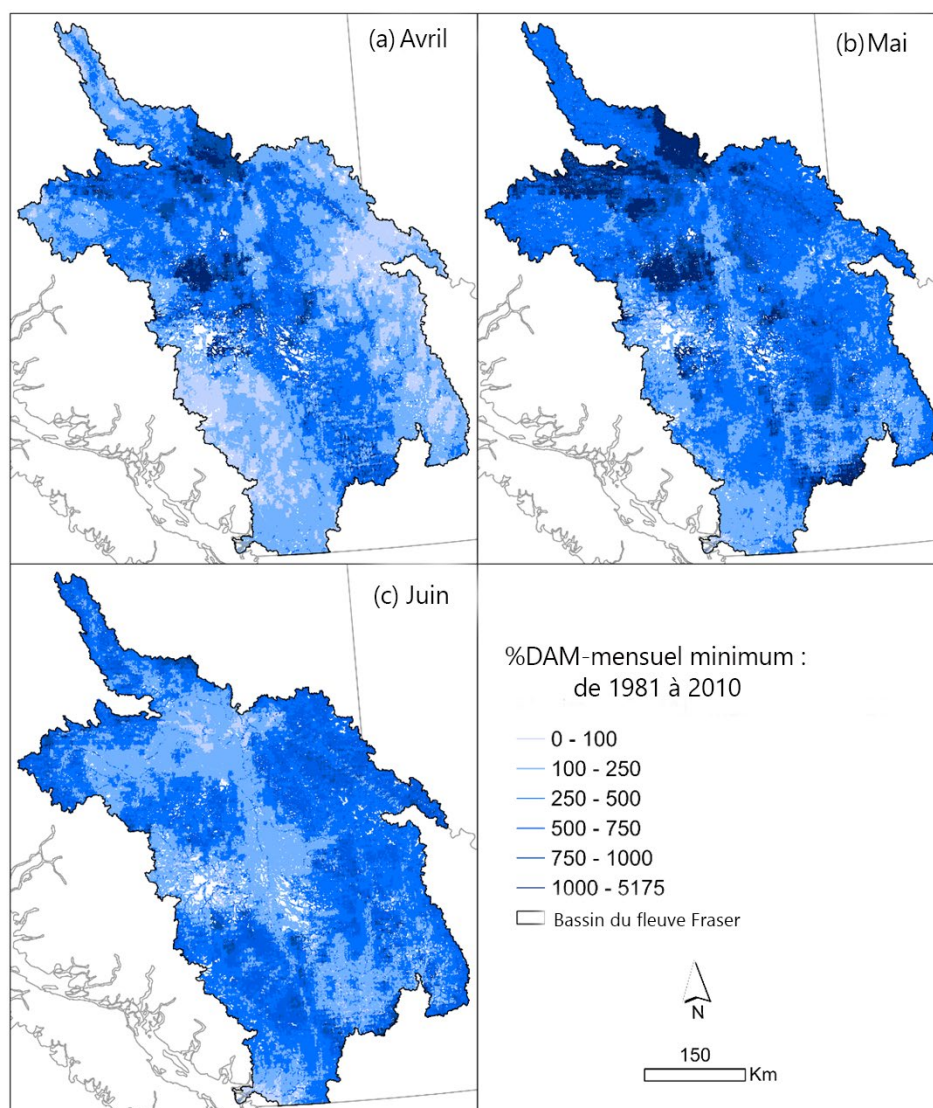 (a) Avril
(b) Mai
(c) Juin
%DAM-mensuel minimum :
de 1981 à 2010
0 - 100
100 - 250
250 - 500
500 - 750
750 - 1000
1000 - 5175
Bassin du fleuve Fraser
N
150
Km